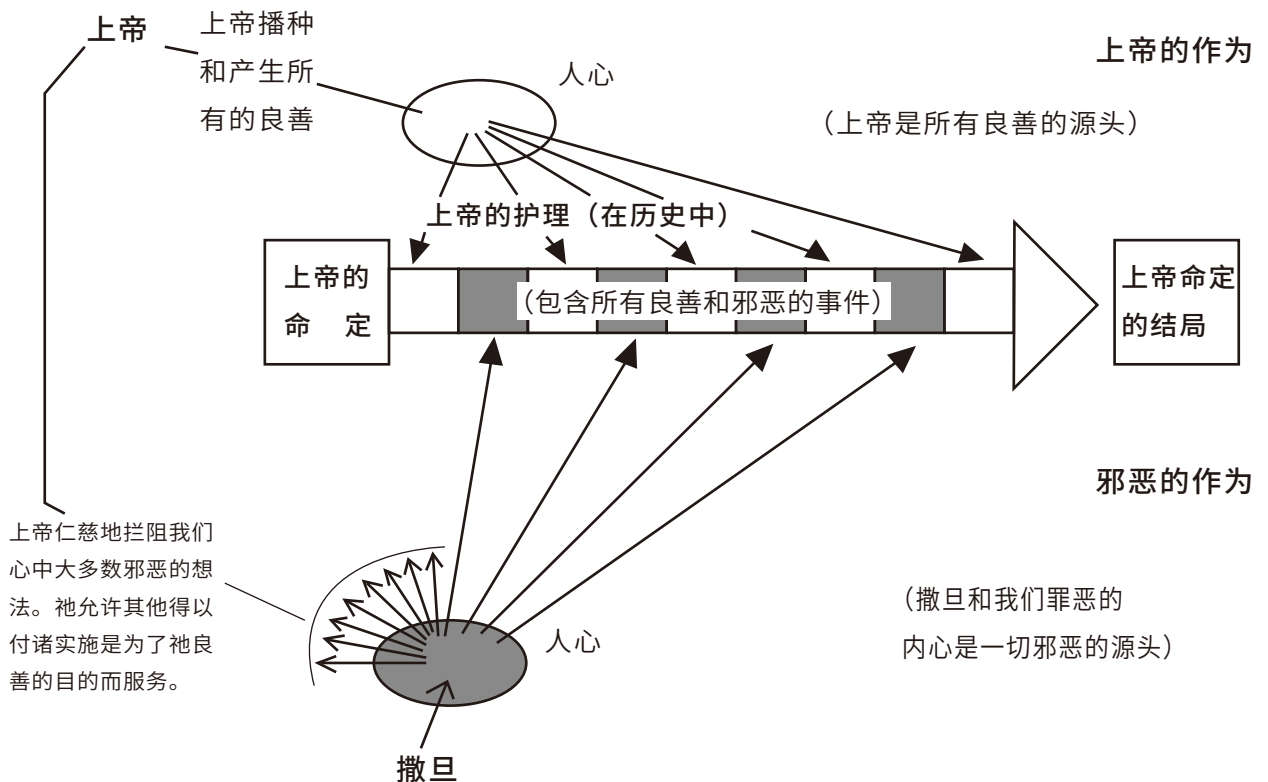 上帝
上帝播种
和产生所
有的良善
人心
上帝的作为
（上帝是所有良善的源头）
上帝的护理（在历史中）
上帝的
命 定
（包含所有良善和邪恶的事件）
上帝命定
的结局
邪恶的作为
上帝仁慈地拦阻我们
心中大多数邪恶的想
法。祂允许其他得以
付诸实施是为了祂良
善的目的而服务。
人心
（撒旦和我们罪恶的
内心是一切邪恶的源头）
撒旦